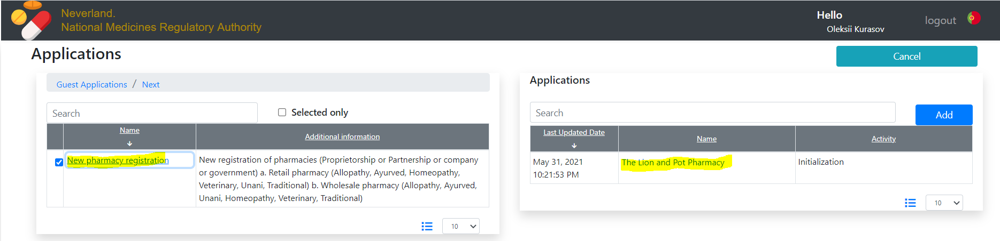 Neverland.
National Medicines Regulatory Authority
Hello
Oleksii Kurasov
logout
Applications
Cancel
Guest Applications / Next
Search
Selected only
Name
Additional information
New pharmacy registration
New registration of pharmacies (Proprietorship or Partnership or company
or government) a. Retail pharmacy (Allopathy, Ayurved, Homeopathy,
Veterinary, Unani, Traditional) b. Wholesale pharmacy (Allopathy, Ayurved,
Unani, Homeopathy, Veterinary, Traditional)
10
Applications
Search
Add
Last Updated Date
Name
Activity
May 31, 2021
10:21:53 PM
The Lion and Pot Pharmacy
Initialization
10